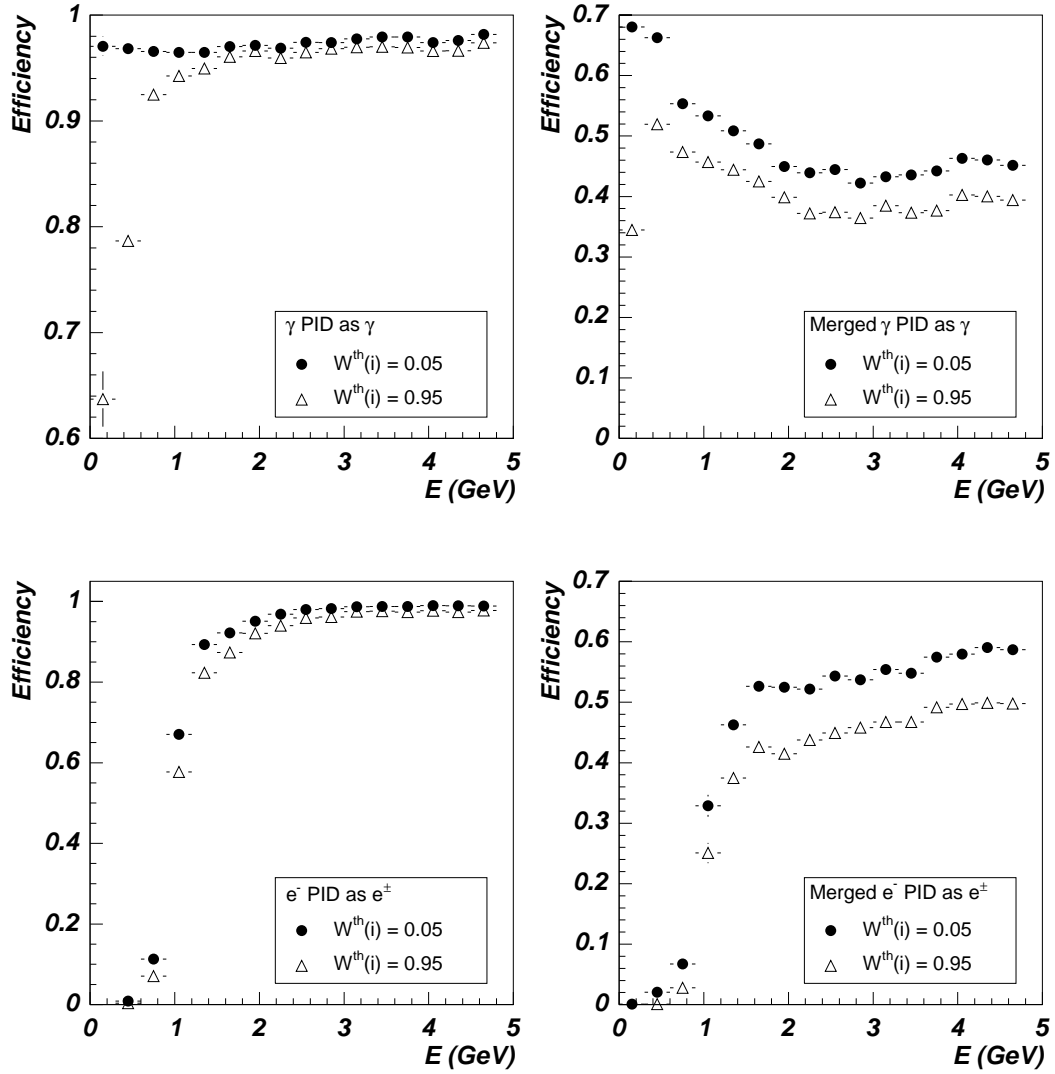 Efficiency
1
0.9
0.8
0.7
0.6
0 1 2 3 4 5
E (GeV)
γ PID as γ
W^th(i) = 0.05
W^th(i) = 0.95
Efficiency
0.7
0.6
0.5
0.4
0.3
0.2
0.1
0
0 1 2 3 4 5
E (GeV)
Merged γ PID as γ
W^th(i) = 0.05
W^th(i) = 0.95
Efficiency
1
0.8
0.6
0.4
0.2
0
0 1 2 3 4 5
E (GeV)
e^- PID as e^±
W^th(i) = 0.05
W^th(i) = 0.95
Efficiency
0.7
0.6
0.5
0.4
0.3
0.2
0.1
0
0 1 2 3 4 5
E (GeV)
Merged e^- PID as e^±
W^th(i) = 0.05
W^th(i) = 0.95